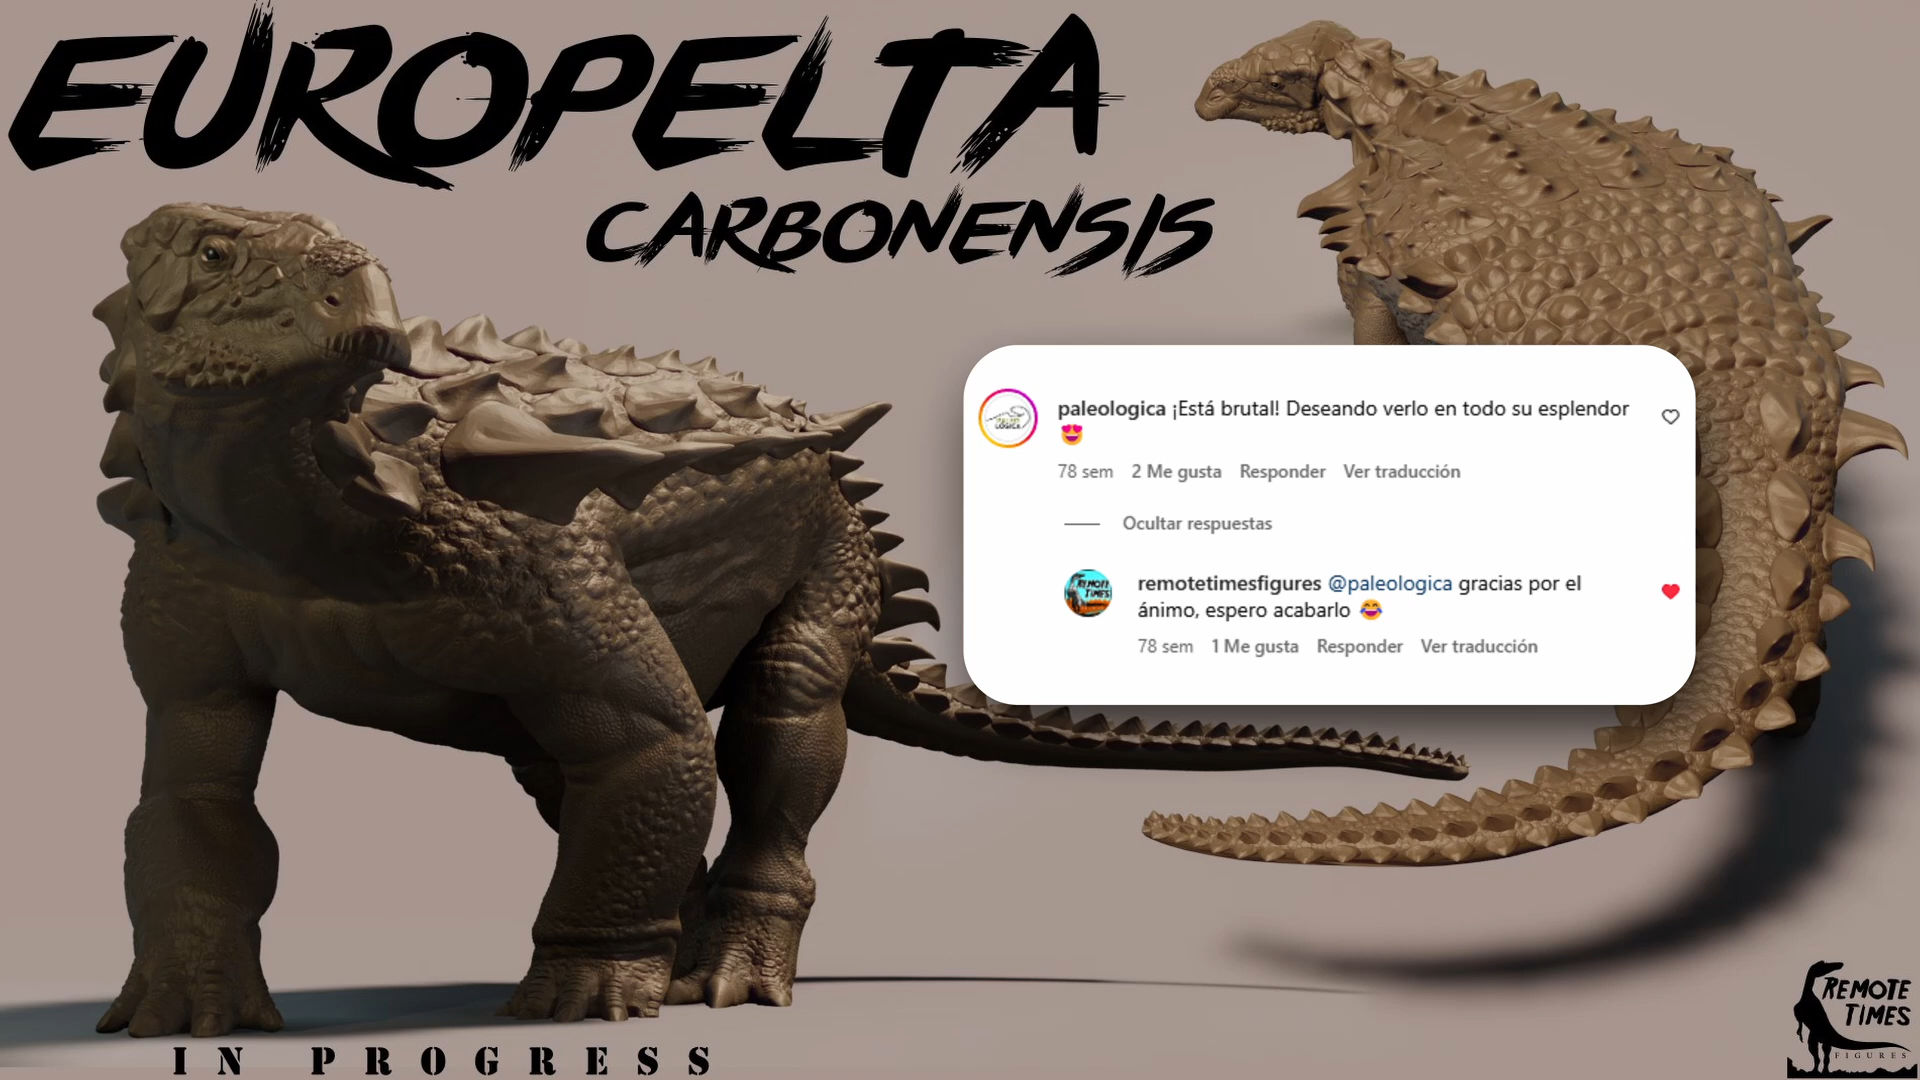 EUROPELTA
CARBONENSIS
paleologica ¡Está brutal! Deseando verlo en todo su esplendor
😍
78 sem 2 Me gusta Responder Ver traducción
Ocultar respuestas
remotetimesfigures @paleologica gracias por el
ánimo, espero acabarlo 😂
78 sem 1 Me gusta Responder Ver traducción
REMOTE
TIMES
IN PROGRESS
REMOTE
TIMES
FIGURES